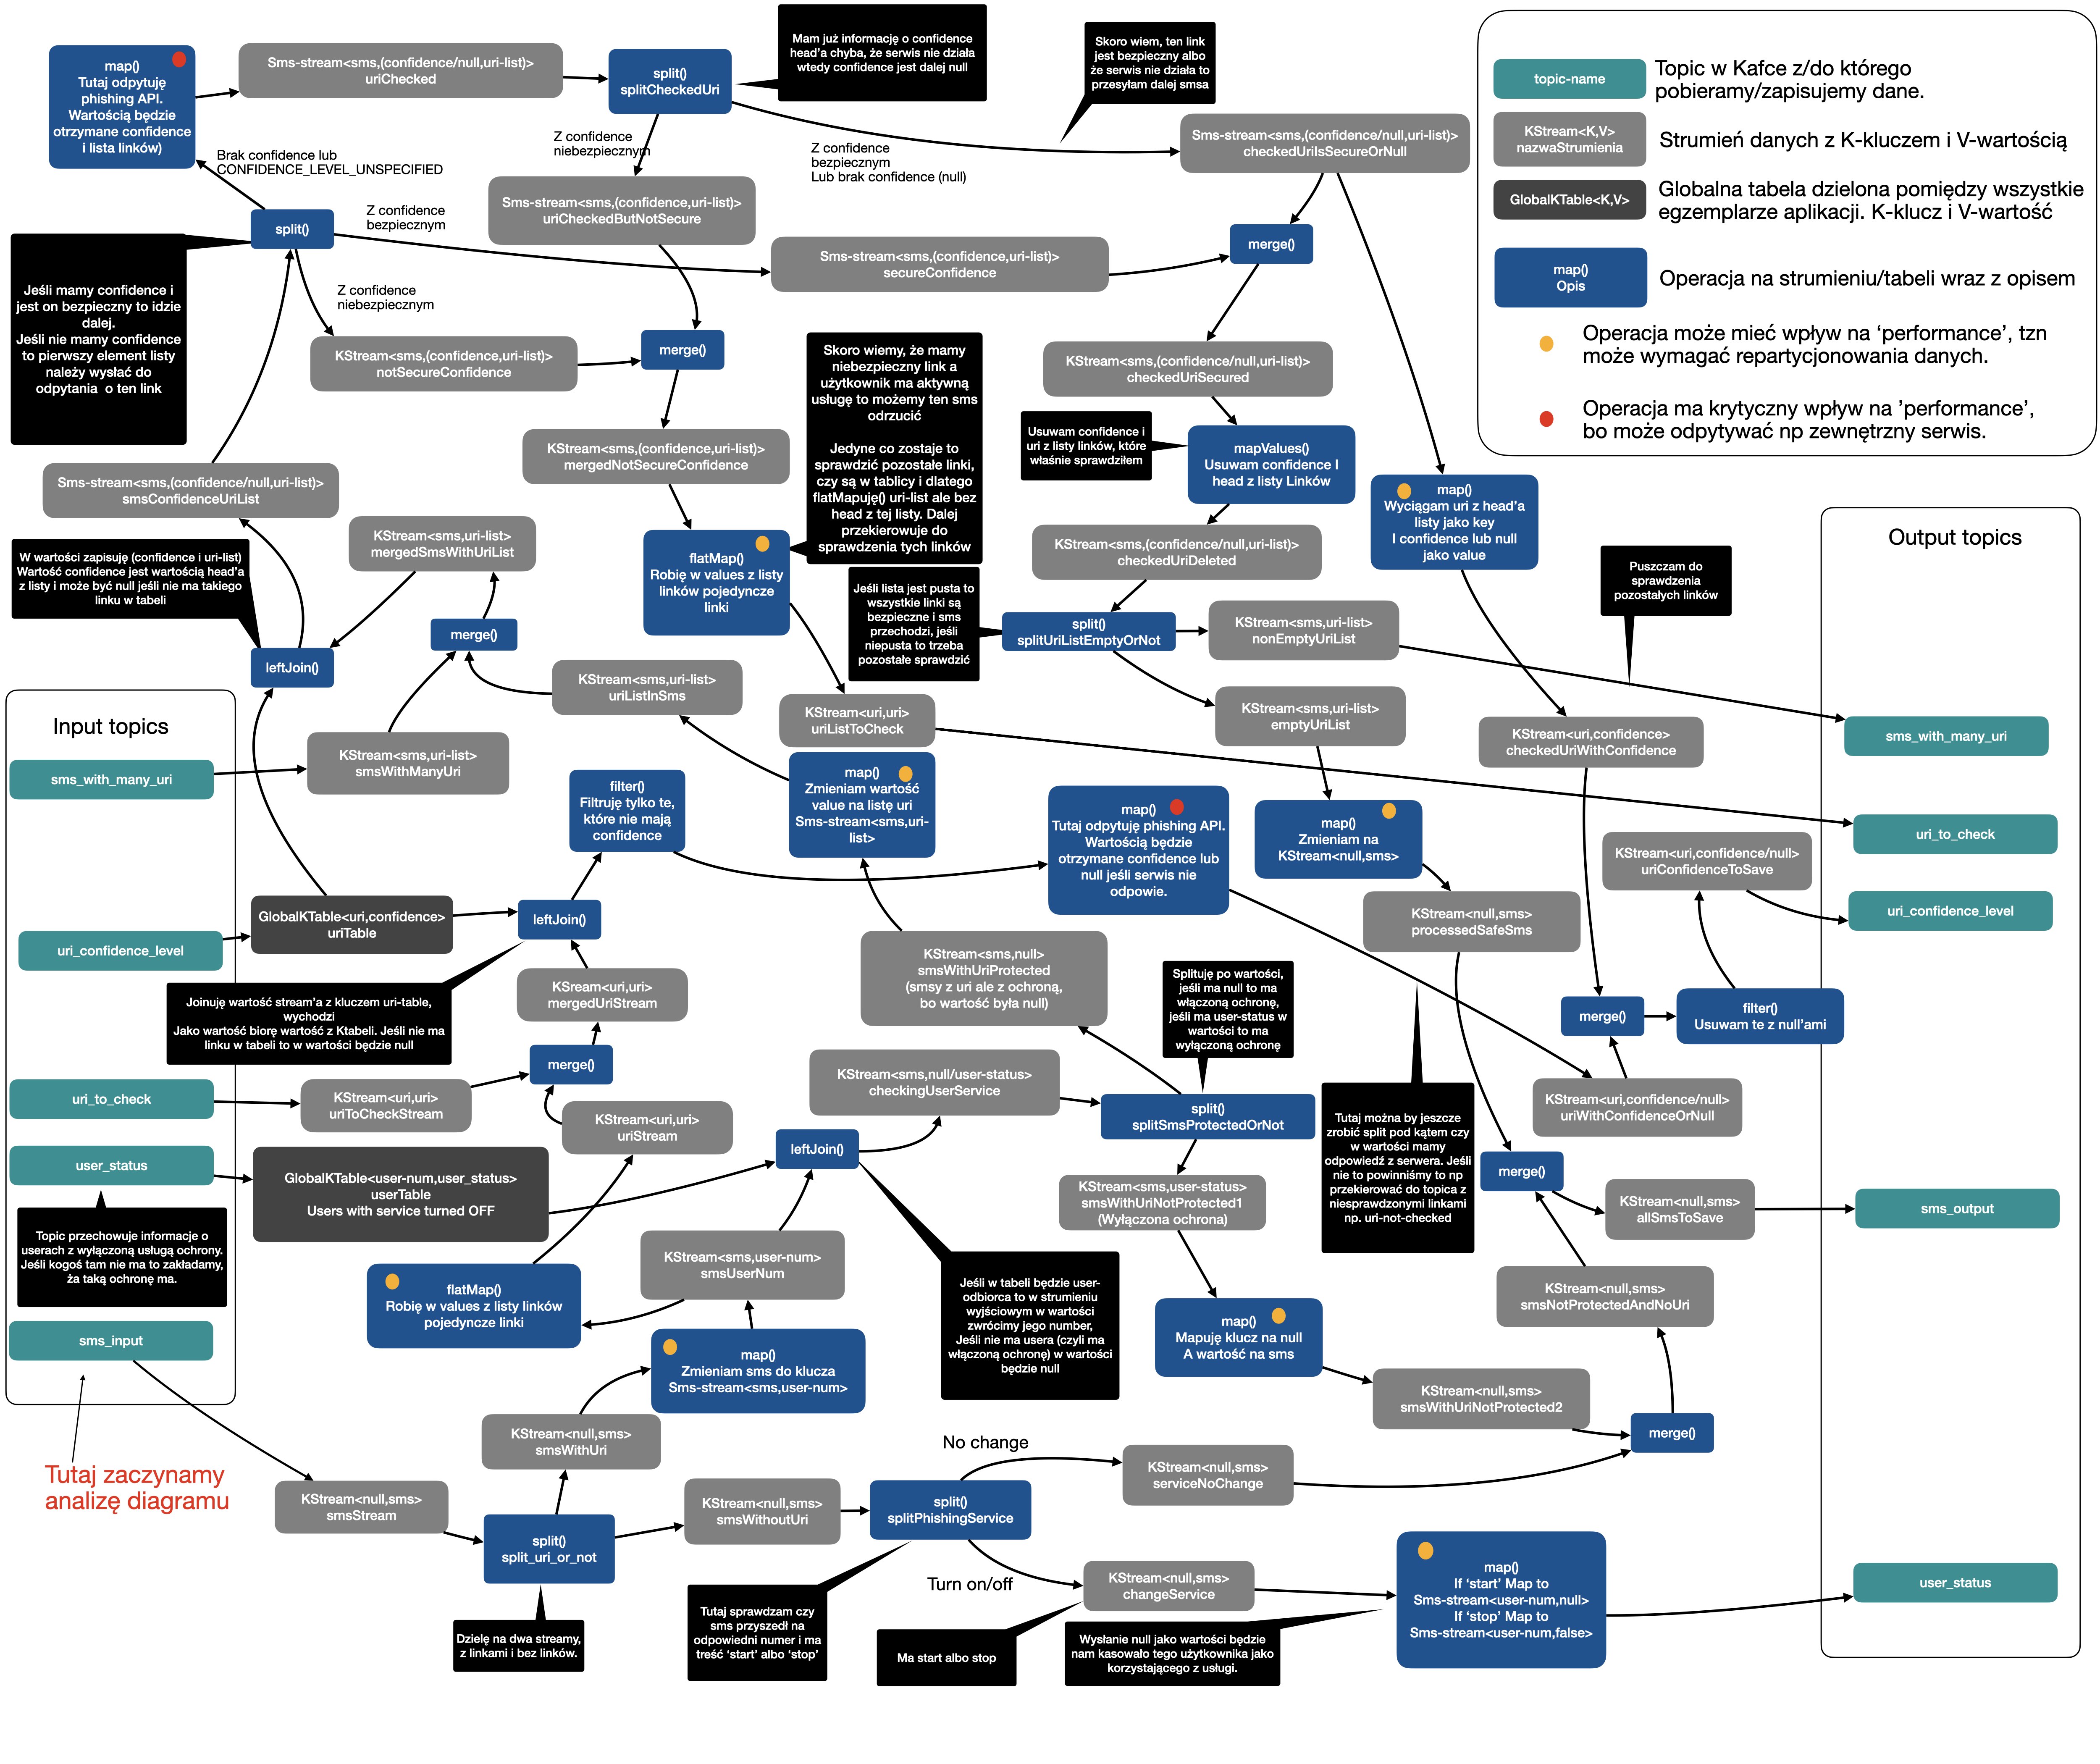 map()
Tutaj odpytuję
phishing API.
Wartością będzie
otrzymane confidence
i lista linków)
Sms-stream<sms,(confidence/null,uri-list)>
uriChecked
split()
splitCheckedUri
Mam już informację o confidence
head’a chyba, że serwis nie działa
wtedy confidence jest dalej null
Skoro wiem, ten link
jest bezpieczny albo
że serwis nie działa to
przesyłam dalej smsa
topic-name
Topic w Kafce z/do którego
pobieramy/zapisujemy dane.
KStream<K,V>
nazwaStrumienia
Strumień danych z K-kluczem i V-wartością
GlobalKTable<K,V>
Globalna tabela dzielona pomiędzy wszystkie
egzemplarze aplikacji. K-klucz i V-wartość
map()
Opis
Operacja na strumieniu/tabeli wraz z opisem
Operacja może mieć wpływ na ‘performance’, tzn
może wymagać repartycjonowania danych.
Operacja ma krytyczny wpływ na ’performance’,
bo może odpytywać np zewnętrzny serwis.
Brak confidence lub
CONFIDENCE_LEVEL_UNSPECIFIED
Z confidence
niebezpiecznym
Z confidence
bezpiecznym
Lub brak confidence (null)
Sms-stream<sms,(confidence/null,uri-list)>
checkedUriIsSecureOrNull
Sms-stream<sms,(confidence,uri-list)>
uriCheckedButNotSecure
Z confidence
bezpiecznym
split()
merge()
Sms-stream<sms,(confidence,uri-list)>
secureConfidence
Jeśli mamy confidence i
jest on bezpieczny to idzie
dalej.
Jeśli nie mamy confidence
to pierwszy element listy
należy wysłać do
odpytania  o ten link
Z confidence
niebezpiecznym
KStream<sms,(confidence,uri-list)>
notSecureConfidence
merge()
Skoro wiemy, że mamy
niebezpieczny link a
użytkownik ma aktywną
usługę to możemy ten sms
odrzucić
Jedyne co zostaje to
sprawdzić pozostałe linki,
czy są w tablicy i dlatego
flatMapuję() uri-list ale bez
head z tej listy. Dalej
przekierowuje do
sprawdzenia tych linków
KStream<sms,(confidence/null,uri-list)>
checkedUriSecured
Usuwam confidence i
uri z listy linków, które
właśnie sprawdziłem
mapValues()
Usuwam confidence I
head z listy Linków
KStream<sms,(confidence,uri-list)>
mergedNotSecureConfidence
Sms-stream<sms,(confidence/null,uri-list)>
smsConfidenceUriList
map()
Wyciągam uri z head’a
listy jako key
I confidence lub null
jako value
KStream<sms,uri-list>
mergedSmsWithUriList
W wartości zapisuję (confidence i uri-list)
Wartość confidence jest wartością head’a
z listy i może być null jeśli nie ma takiego
linku w tabeli
flatMap()
Robię w values z listy
linków pojedyncze
linki
KStream<sms,(confidence/null,uri-list)>
checkedUriDeleted
Output topics
Puszczam do
sprawdzenia
pozostałych linków
Jeśli lista jest pusta to
wszystkie linki są
bezpieczne i sms
przechodzi, jeśli
niepusta to trzeba
pozostałe sprawdzić
split()
splitUriListEmptyOrNot
KStream<sms,uri-list>
nonEmptyUriList
merge()
leftJoin()
KStream<sms,uri-list>
uriListInSms
KStream<uri,uri>
uriListToCheck
KStream<sms,uri-list>
emptyUriList
KStream<uri,confidence>
checkedUriWithConfidence
sms_with_many_uri
Input topics
sms_with_many_uri
KStream<sms,uri-list>
smsWithManyUri
filter()
Filtruję tylko te,
które nie mają
confidence
map()
Zmieniam wartość
value na listę uri
Sms-stream<sms,uri-
list>
map()
Tutaj odpytuję phishing API.
Wartością będzie
otrzymane confidence lub
null jeśli serwis nie
odpowie.
map()
Zmieniam na
KStream<null,sms>
uri_to_check
KStream<uri,confidence/null>
uriConfidenceToSave
uri_confidence_level
GlobalKTable<uri,confidence>
uriTable
leftJoin()
KStream<null,sms>
processedSafeSms
uri_confidence_level
KStream<sms,null>
smsWithUriProtected
(smsy z uri ale z ochroną,
bo wartość była null)
Splituję po wartości,
jeśli ma null to ma
włączoną ochronę,
jeśli ma user-status w
wartości to ma
wyłączoną ochronę
Joinuję wartość stream’a z kluczem uri-table,
wychodzi
Jako wartość biorę wartość z Ktabeli. Jeśli nie ma
linku w tabeli to w wartości będzie null
KSream<uri,uri>
mergedUriStream
merge()
filter()
Usuwam te z null’ami
merge()
uri_to_check
KStream<uri,uri>
uriToCheckStream
KStream<sms,null/user-status>
checkingUserService
split()
splitSmsProtectedOrNot
Tutaj można by jeszcze
zrobić split pod kątem czy
w wartości mamy
odpowiedź z serwera. Jeśli
nie to powinniśmy to np
przekierować do topica z
niesprawdzonymi linkami
np. uri-not-checked
KStream<uri,confidence/null>
uriWithConfidenceOrNull
KStream<uri,uri>
uriStream
leftJoin()
user_status
GlobalKTable<user-num,user_status>
userTable
Users with service turned OFF
KStream<sms,user-status>
smsWithUriNotProtected1
(Wyłączona ochrona)
merge()
KStream<null,sms>
allSmsToSave
sms_output
Topic przechowuje informacje o
userach z wyłączoną usługą ochrony.
Jeśli kogoś tam nie ma to zakładamy,
ża taką ochronę ma.
KStream<sms,user-num>
smsUserNum
flatMap()
Robię w values z listy linków
pojedyncze linki
Jeśli w tabeli będzie user-
odbiorca to w strumieniu
wyjściowym w wartości
zwrócimy jego number,
Jeśli nie ma usera (czyli ma
włączoną ochronę) w wartości
będzie null
KStream<null,sms>
smsNotProtectedAndNoUri
map()
Mapuję klucz na null
A wartość na sms
sms_input
map()
Zmieniam sms do klucza
Sms-stream<sms,user-num>
KStream<null,sms>
smsWithUriNotProtected2
merge()
KStream<null,sms>
smsWithUri
No change
Tutaj zaczynamy
analizę diagramu
KStream<null,sms>
serviceNoChange
KStream<null,sms>
smsStream
KStream<null,sms>
smsWithoutUri
split()
splitPhishingService
split()
split_uri_or_not
Turn on/off
KStream<null,sms>
changeService
map()
If ‘start’ Map to
Sms-stream<user-num,null>
If ‘stop’ Map to
Sms-stream<user-num,false>
user_status
Dzielę na dwa streamy,
z linkami i bez linków.
Tutaj sprawdzam czy
sms przyszedł na
odpowiedni numer i ma
treść ‘start’ albo ‘stop’
Ma start albo stop
Wysłanie null jako wartości będzie
nam kasowało tego użytkownika jako
korzystającego z usługi.